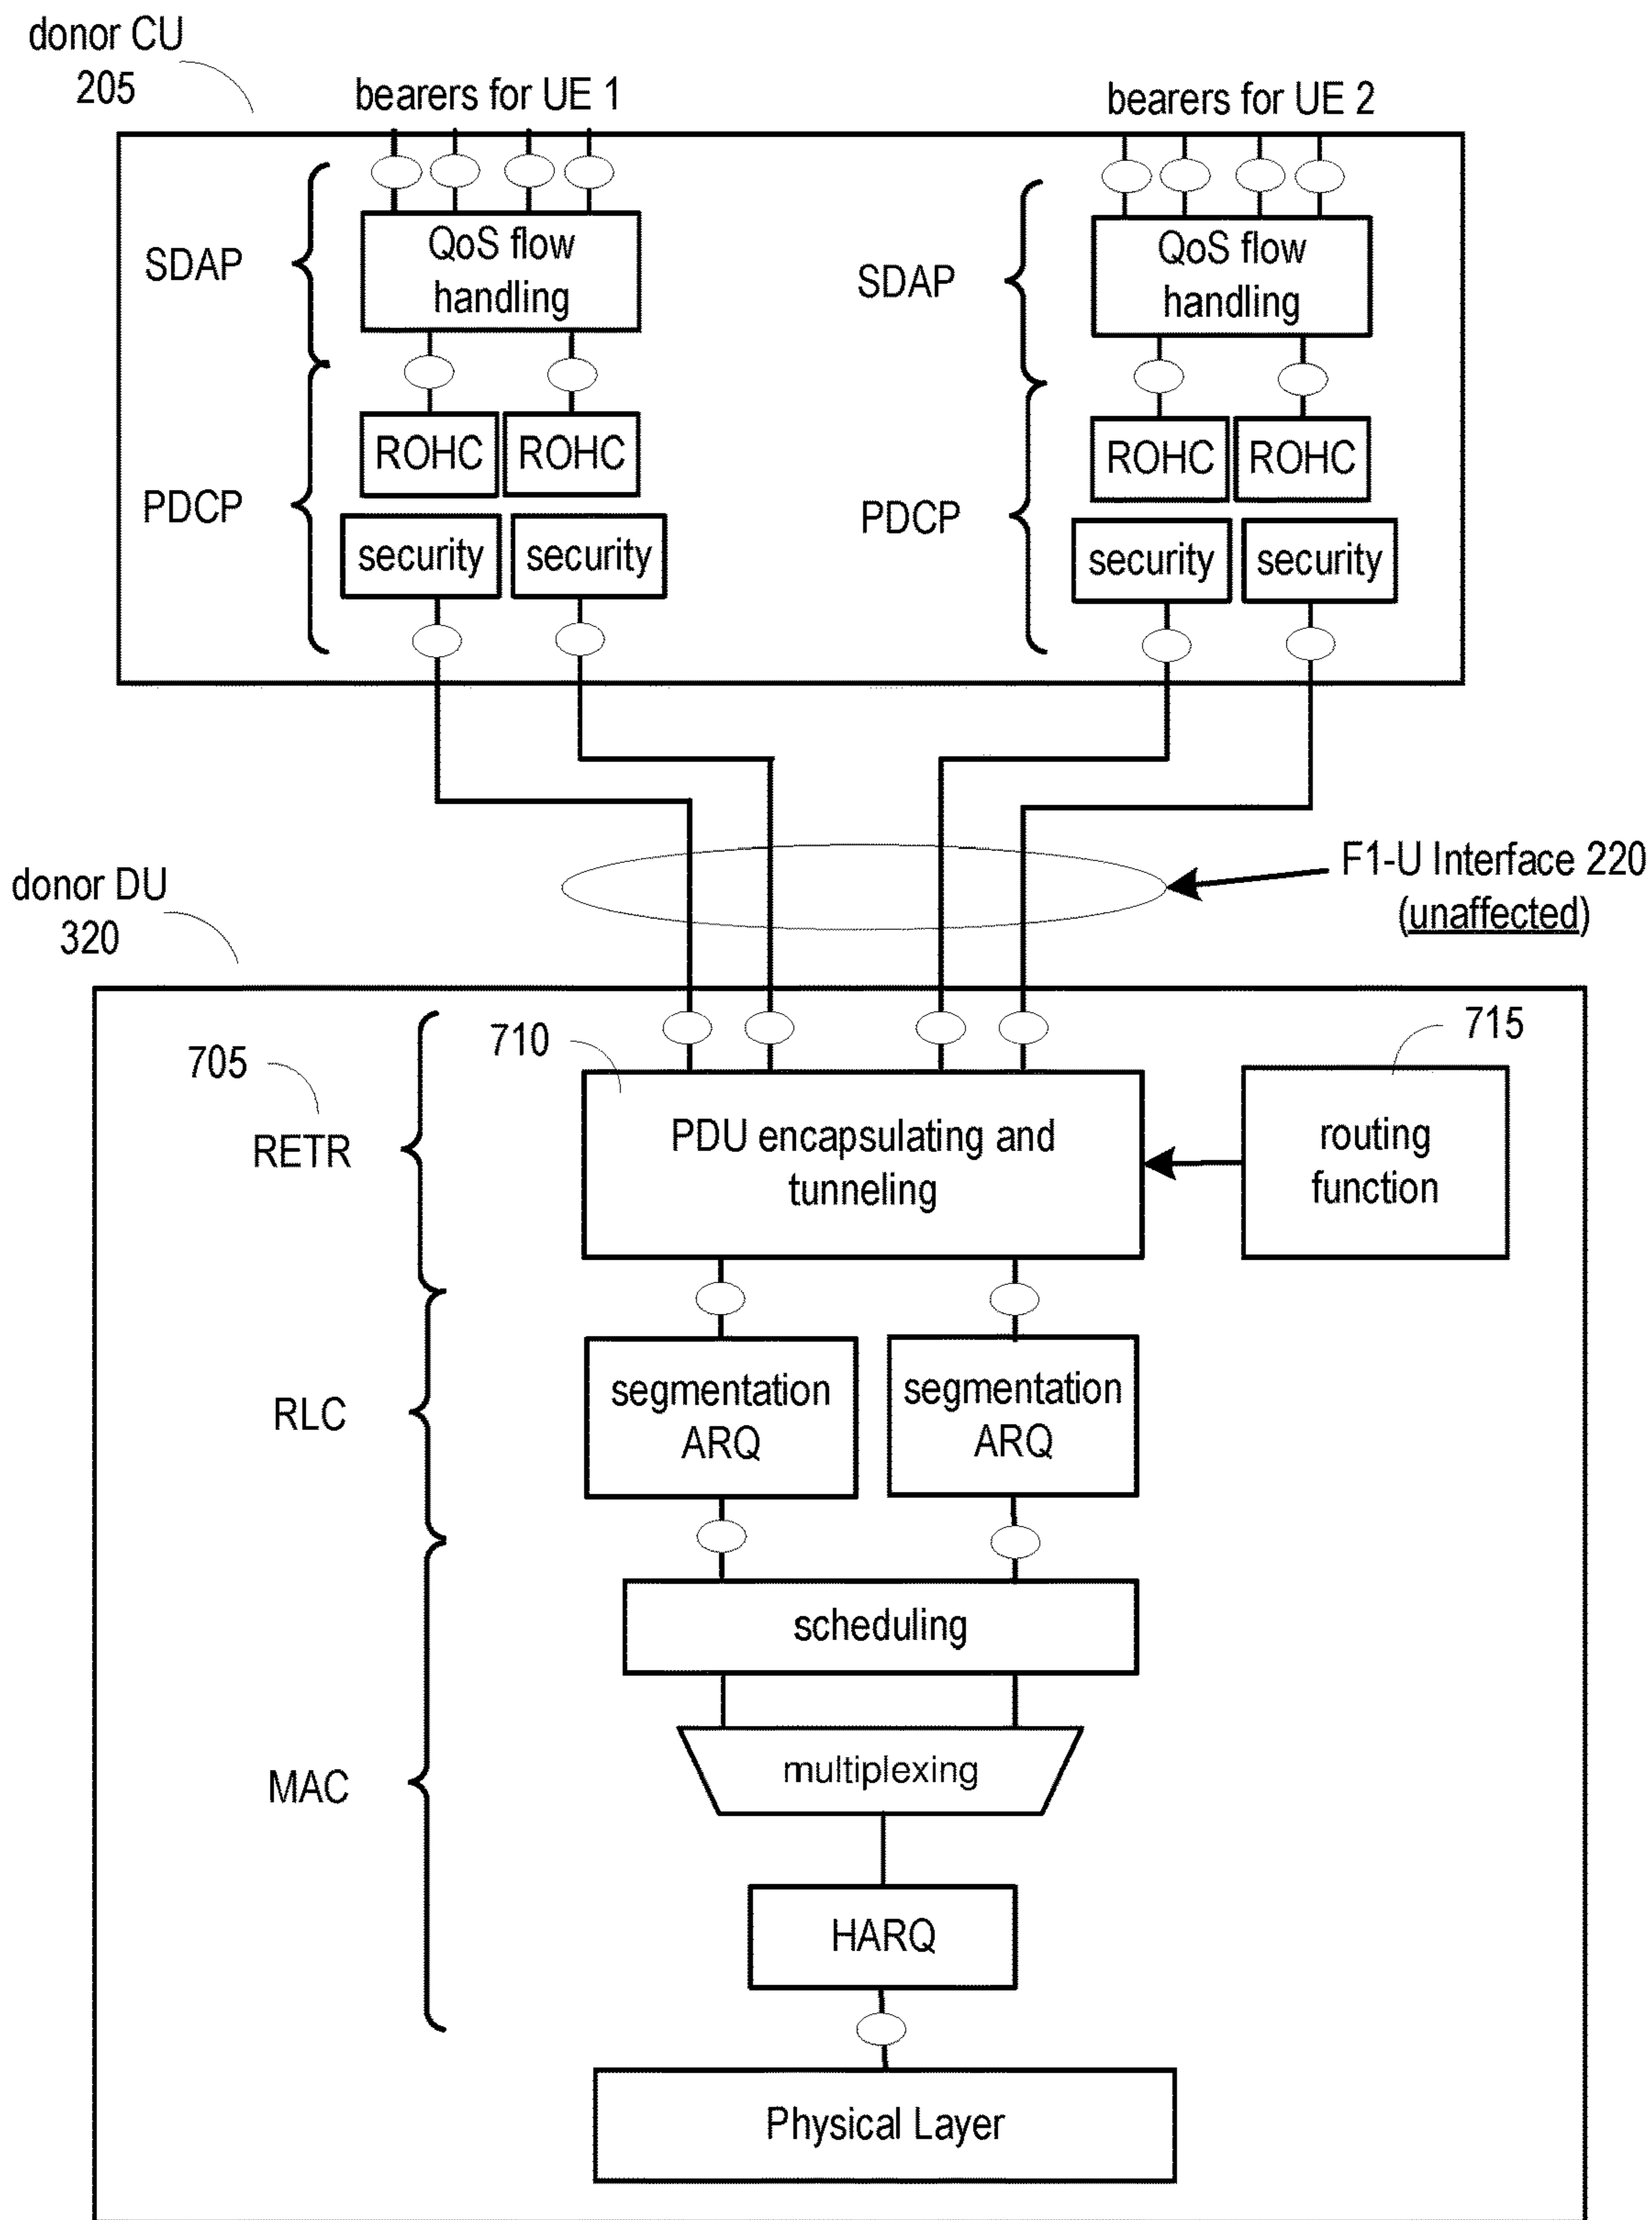 donor CU
205
bearers for UE 1
bearers for UE 2
SDAP
QoS flow
handling
SDAP
QoS flow
handling
PDCP
ROHC
ROHC
security
security
PDCP
ROHC
ROHC
security
security
F1-U Interface 220
(unaffected)
donor DU
320
705
RETR
710
PDU encapsulating and
tunneling
715
routing
function
RLC
segmentation
ARQ
segmentation
ARQ
MAC
scheduling
multiplexing
HARQ
Physical Layer